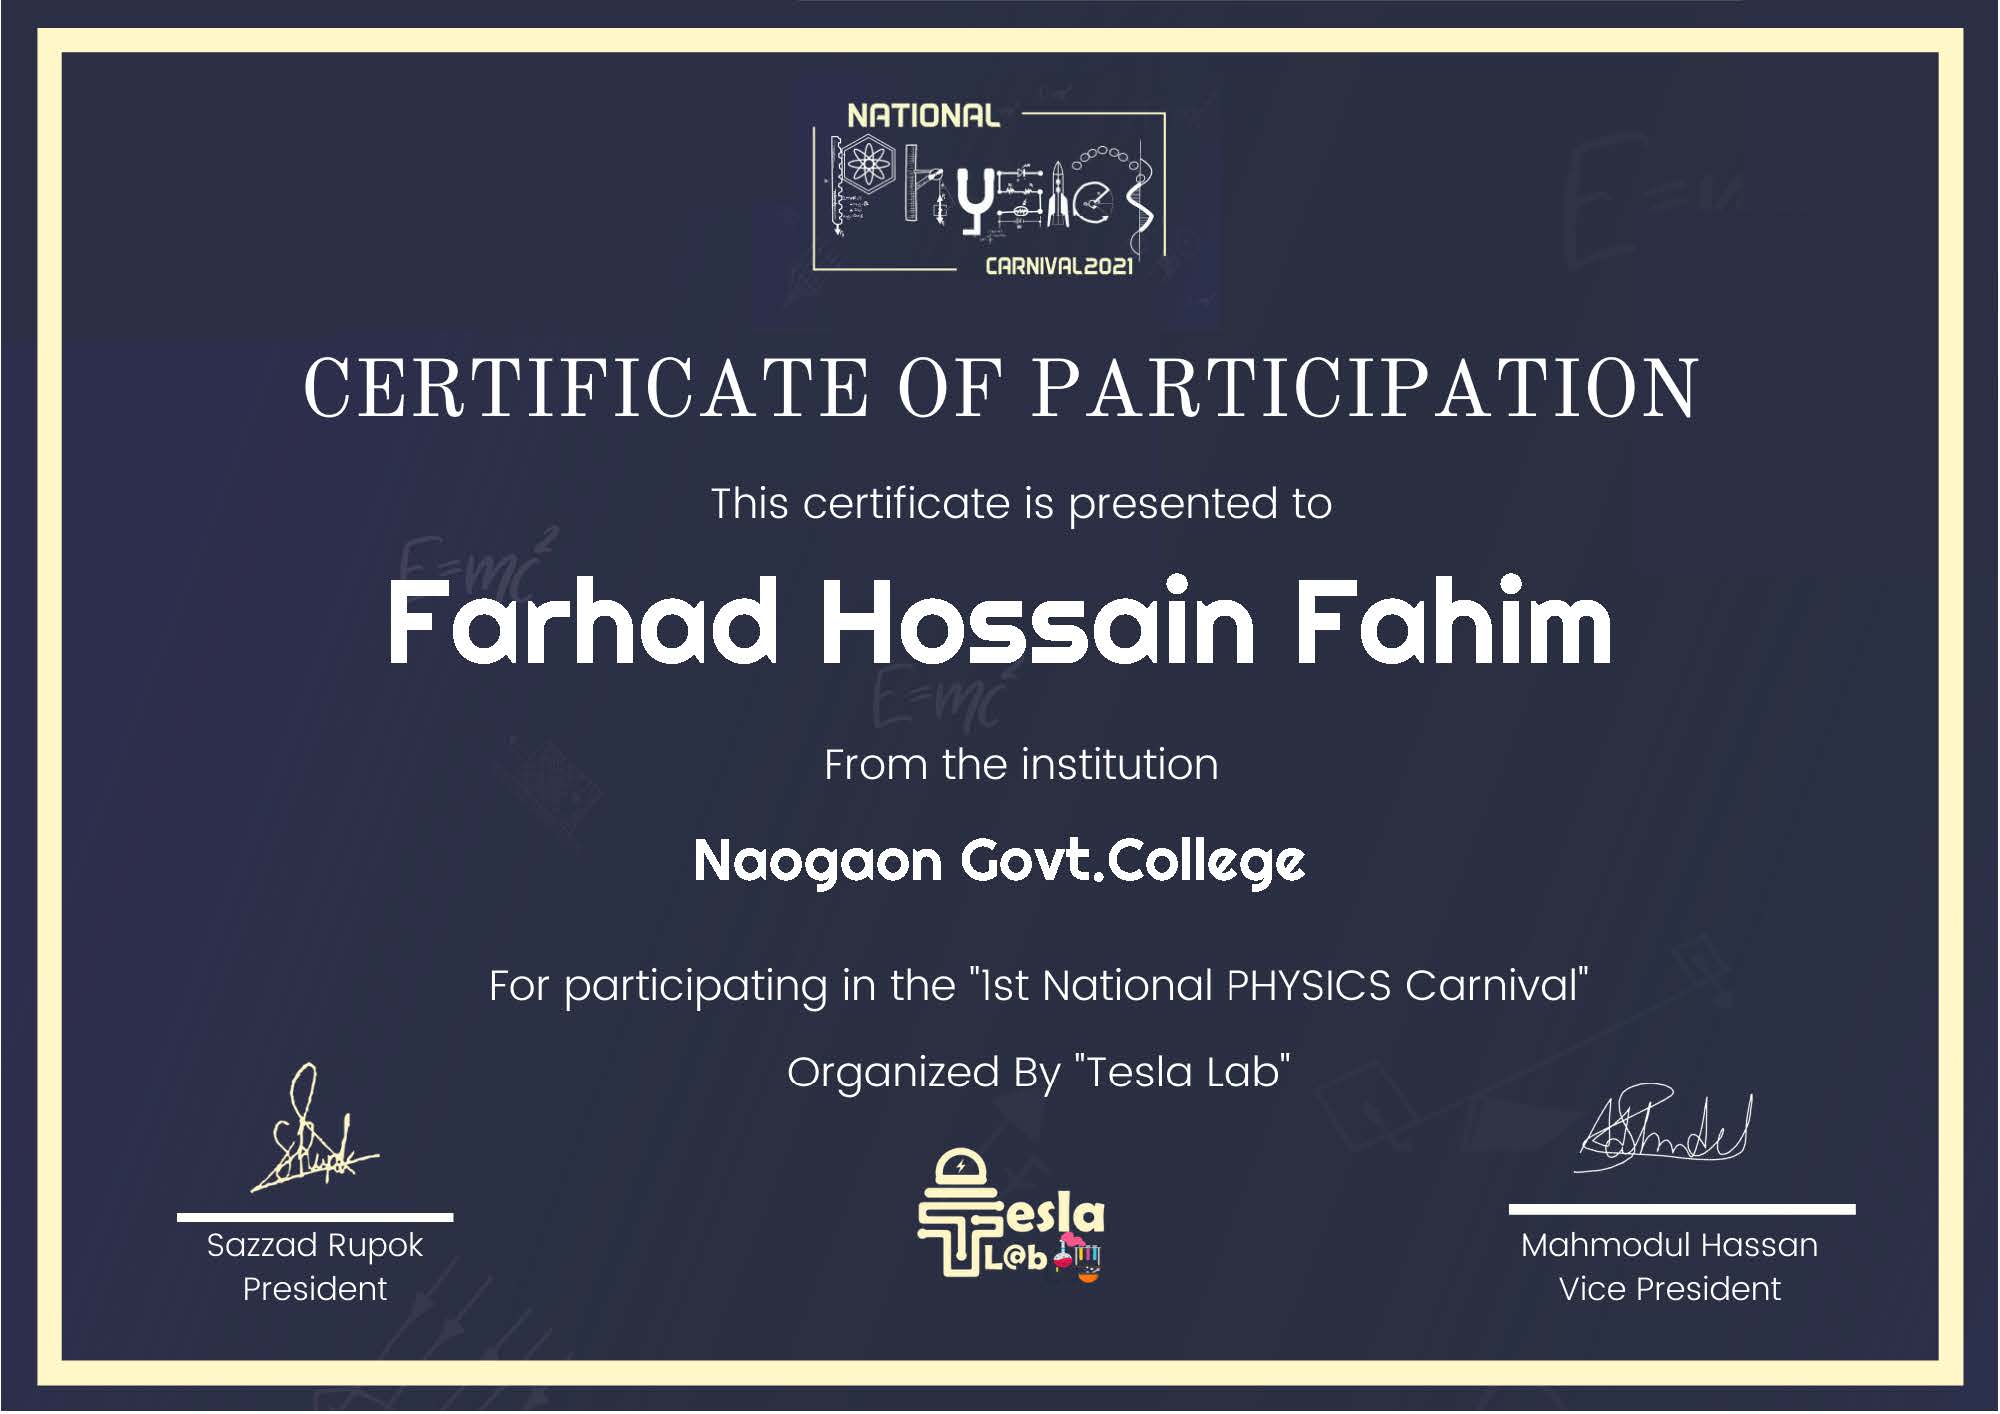 NATIONAL
Physics
CARNIVAL2021
CERTIFICATE OF PARTICIPATION
This certificate is presented to
E=mc²
Farhad Hossain Fahim
E=mc²
From the institution
Naogaon Govt.College
For participating in the "1st National PHYSICS Carnival"
Organized By "Tesla Lab"
Tesla
L@b
Sazzad Rupok
President
Mahmodul Hassan
Vice President